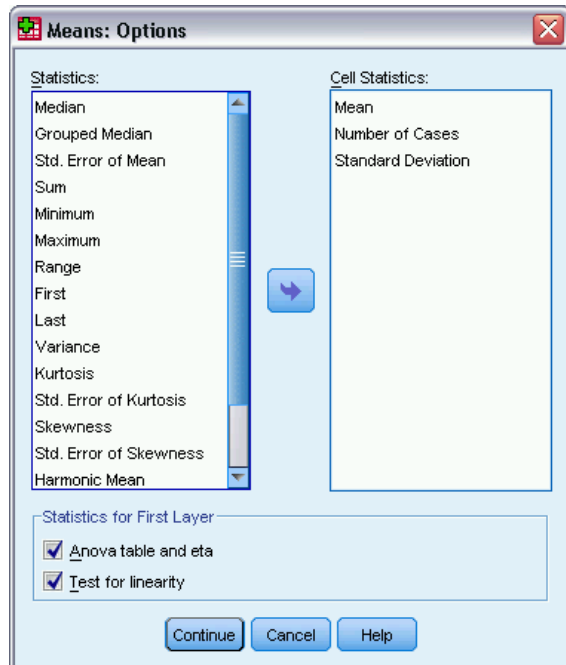 Means: Options
Statistics:
Median
Grouped Median
Std. Error of Mean
Sum
Minimum
Maximum
Range
First
Last
Variance
Kurtosis
Std. Error of Kurtosis
Skewness
Std. Error of Skewness
Harmonic Mean
Cell Statistics:
Mean
Number of Cases
Standard Deviation
Statistics for First Layer
Anova table and eta
Test for linearity
Continue Cancel Help